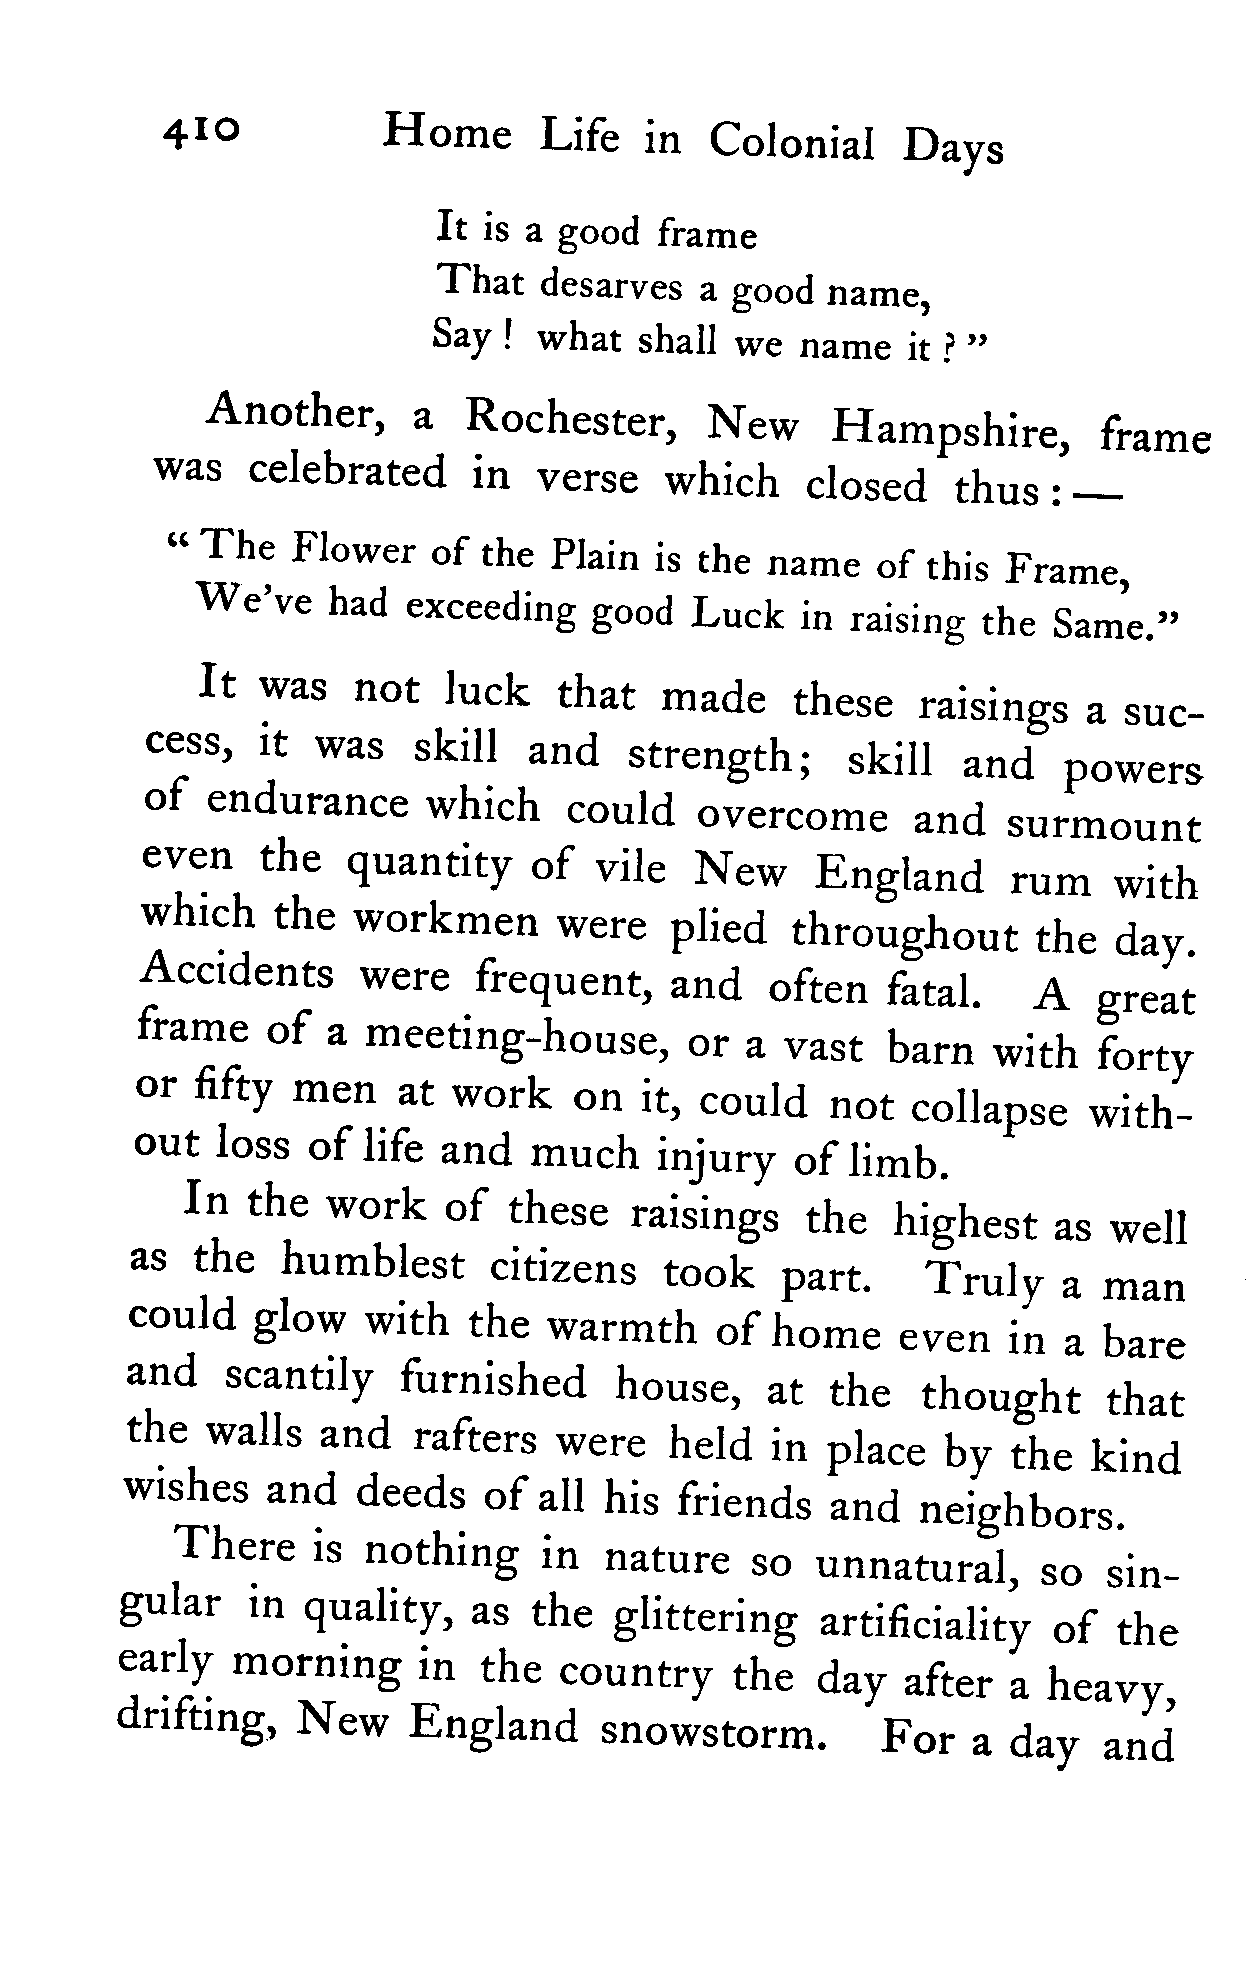 410 Home Life in Colonial Days
It is a good frame
That desarves a good name,
Say ! what shall we name it ? ”
Another, a Rochester, New Hampshire, frame
was celebrated in verse which closed thus : —
“ The Flower of the Plain is the name of this Frame,
We’ve had exceeding good Luck in raising the Same.”
It was not luck that made these raisings a suc-
cess, it was skill and strength; skill and powers
of endurance which could overcome and surmount
even the quantity of vile New England rum with
which the workmen were plied throughout the day.
Accidents were frequent, and often fatal. A great
frame of a meeting-house, or a vast barn with forty
or fifty men at work on it, could not collapse with-
out loss of life and much injury of limb.
In the work of these raisings the highest as well
as the humblest citizens took part. Truly a man
could glow with the warmth of home even in a bare
and scantily furnished house, at the thought that
the walls and rafters were held in place by the kind
wishes and deeds of all his friends and neighbors.
There is nothing in nature so unnatural, so sin-
gular in quality, as the glittering artificiality of the
early morning in the country the day after a heavy,
drifting, New England snowstorm. For a day and